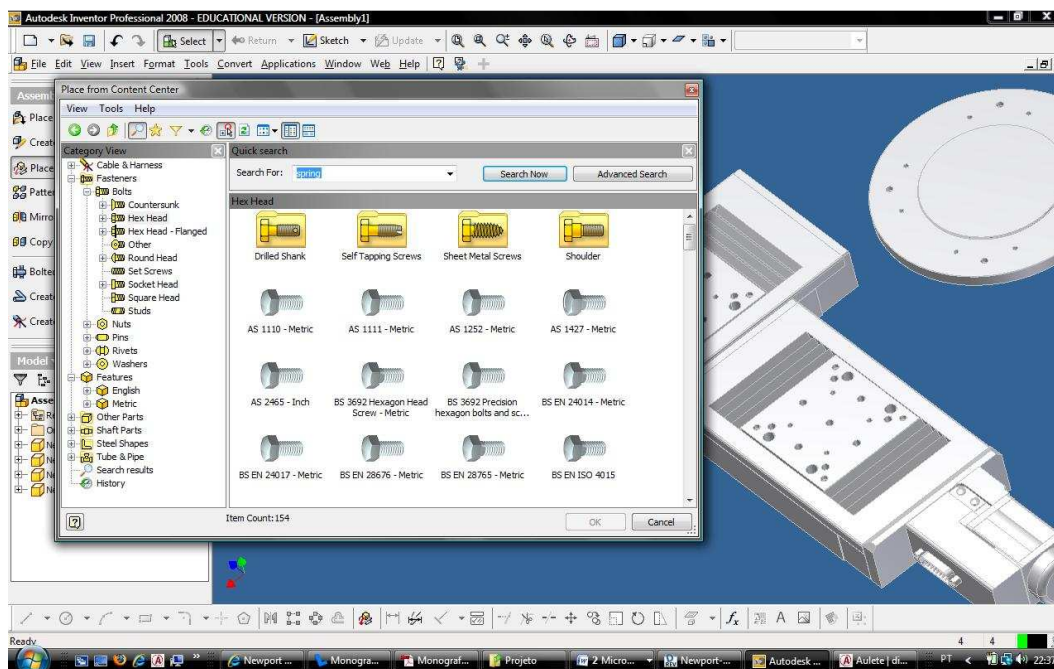 Autodesk Inventor Professional 2008 - EDUCATIONAL VERSION - [Assembly1]
Select Return Sketch Update
File Edit View Insert Format Tools Convert Applications Window Web Help
Place from Content Center
View Tools Help
Place
Place
Copy
Model
Category View
Cable & Harness
Fasteners
Bolts
Countersunk
Hex Head
Hex Head - Flanged
Other
Round Head
Set Screws
Socket Head
Square Head
Studs
Nuts
Pins
Rivets
Washers
Features
English
Metric
Other Parts
Shaft Parts
Steel Shapes
Tube & Pipe
Search results
History
Quick search
Search For: spring Search Now Advanced Search
Hex Head
Drilled Shank Self Tapping Screws Sheet Metal Screws Shoulder
AS 1110 - Metric AS 1111 - Metric AS 1252 - Metric AS 1427 - Metric
AS 2465 - Inch BS 3692 Hexagon Head Screw - Metric BS 3692 Precision hexagon bolts and sc... BS EN 24014 - Metric
BS EN 24017 - Metric BS EN 28676 - Metric BS EN 28765 - Metric BS EN ISO 4015
Item Count:154 OK Cancel
Ready 4 4
Newport ... Monogra... Monograf... Projeto 2 Micro... Newport-... Autodesk ... Aulete | di... PT